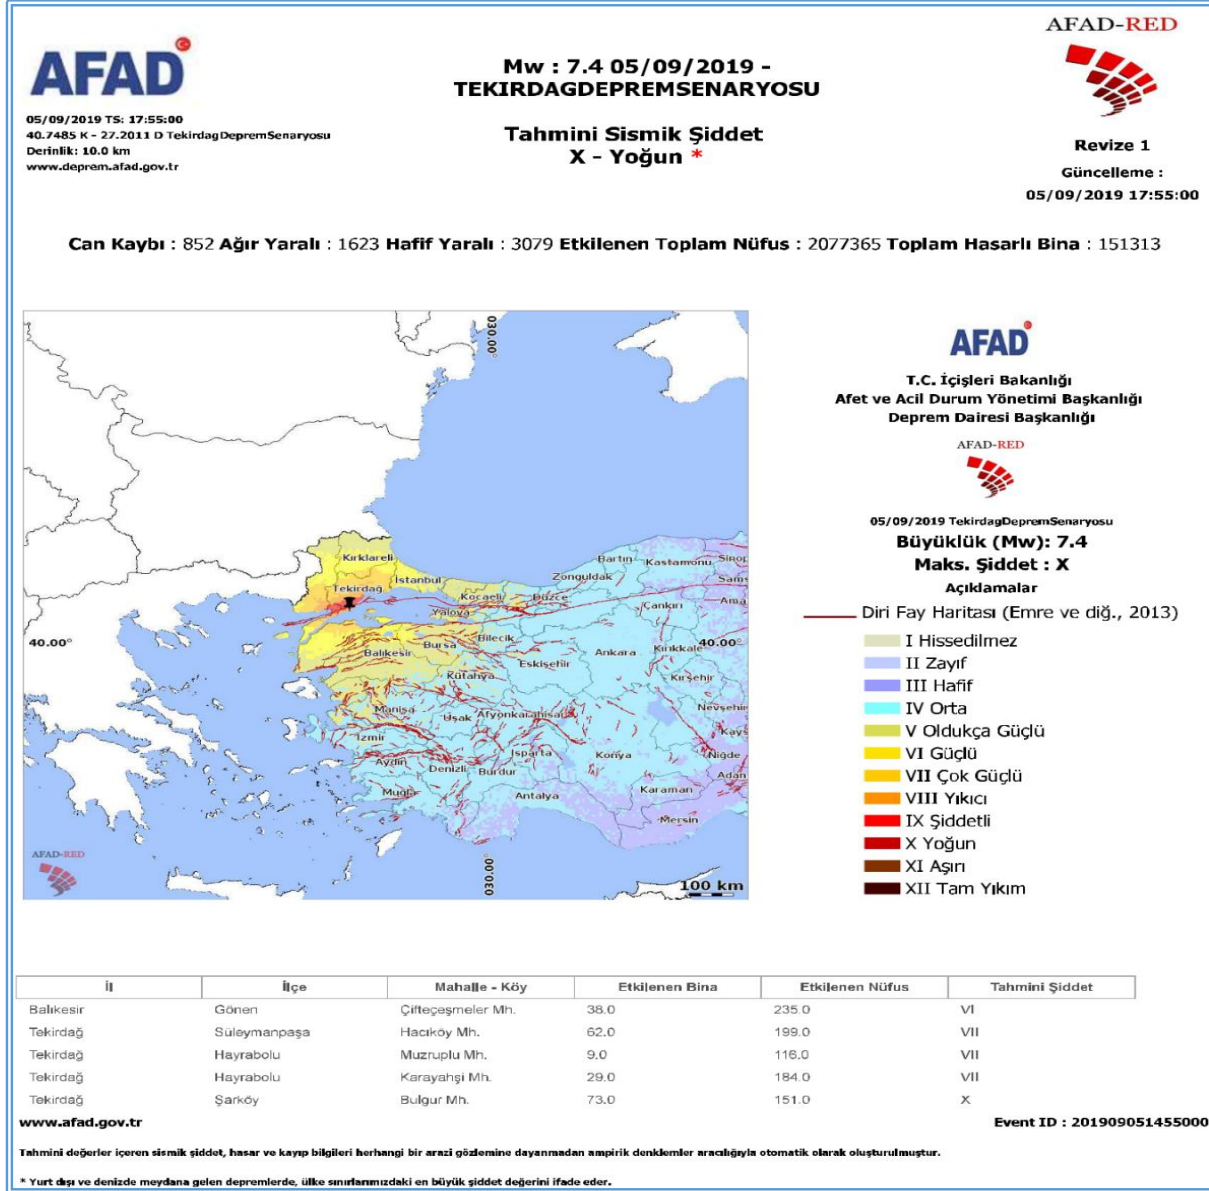 AFAD
05/09/2019 TS: 17:55:00
40.7485 K - 27.2011 D TekirdagDepremSenaryosu
Derinlik: 10.0 km
www.deprem.afad.gov.tr
Mw : 7.4 05/09/2019 -
TEKIRDAGDEPREMSENARYOSU
Tahmini Sismik Şiddet
X - Yoğun *
AFAD-RED
Revize 1
Güncelleme :
05/09/2019 17:55:00
Can Kaybı : 852 Ağır Yaralı : 1623 Hafif Yaralı : 3079 Etkilenen Toplam Nüfus : 2077365 Toplam Hasarlı Bina : 151313
030.00°
Kırklareli
Tekirdağ
İstanbul
Kocaeli
Yalova
Düzce
Zonguldak
Bartın
Kastamonu
Sinop
Sams
Ama
Çankırı
40.00°
Balıkesir
Bursa
Bilecik
Eskişehir
Ankara
Kırıkkale
40.00°
Kütahya
Kırşehir
Manisa
Uşak
Afyonkarahisar
Nevşehir
İzmir
Kays
Aydın
Denizli
Isparta
Burdur
Konya
Niğde
Adan
Muğla
Antalya
Karaman
Mersin
AFAD-RED
030.00°
100 km
AFAD
T.C. İçişleri Bakanlığı
Afet ve Acil Durum Yönetimi Başkanlığı
Deprem Dairesi Başkanlığı
AFAD-RED
05/09/2019 TekirdagDepremSenaryosu
Büyüklük (Mw): 7.4
Maks. Şiddet : X
Açıklamalar
Diri Fay Haritası (Emre ve diğ., 2013)
I Hissedilmez
II Zayıf
III Hafif
IV Orta
V Oldukça Güçlü
VI Güçlü
VII Çok Güçlü
VIII Yıkıcı
IX Şiddetli
X Yoğun
XI Aşırı
XII Tam Yıkım
İl İlçe Mahalle - Köy Etkilenen Bina Etkilenen Nüfus Tahmini Şiddet
Balıkesir Gönen Çifteçeşmeler Mh. 38.0 235.0 VI
Tekirdağ Süleymanpaşa Hacıköy Mh. 62.0 199.0 VII
Tekirdağ Hayrabolu Muzruplu Mh. 9.0 116.0 VII
Tekirdağ Hayrabolu Karayahşi Mh. 29.0 184.0 VII
Tekirdağ Şarköy Bulgur Mh. 73.0 151.0 X
www.afad.gov.tr Event ID : 201909051455000
Tahmini değerler içeren sismik şiddet, hasar ve kayıp bilgileri herhangi bir arazi gözlemine dayanmadan ampirik denklemler aracılığıyla otomatik olarak oluşturulmuştur.
* Yurt dışı ve denizde meydana gelen depremlerde, ülke sınırlarımızdaki en büyük şiddet değerini ifade eder.